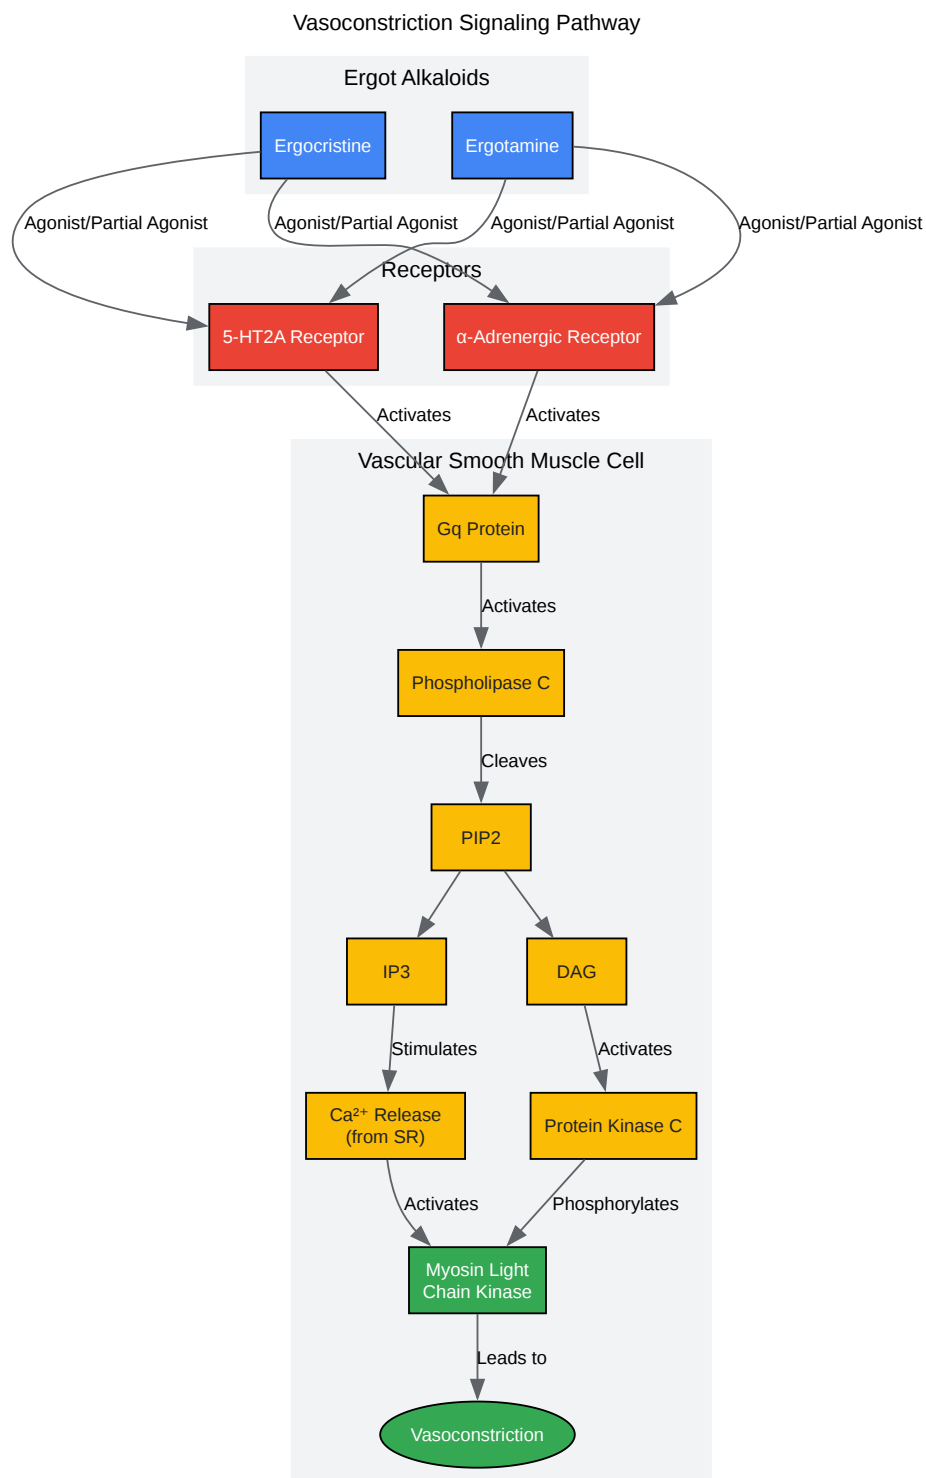 Vasoconstriction Signaling Pathway
Ergot Alkaloids
Ergocristine
Ergotamine
Agonist/Partial Agonist
Agonist/Partial Agonist
Agonist/Partial Agonist
Agonist/Partial Agonist
Receptors
5-HT2A Receptor
α-Adrenergic Receptor
Activates
Activates
Vascular Smooth Muscle Cell
Gq Protein
Activates
Phospholipase C
Cleaves
PIP2
IP3
DAG
Stimulates
Activates
Ca²⁺ Release
(from SR)
Protein Kinase C
Activates
Phosphorylates
Myosin Light
Chain Kinase
Leads to
Vasoconstriction